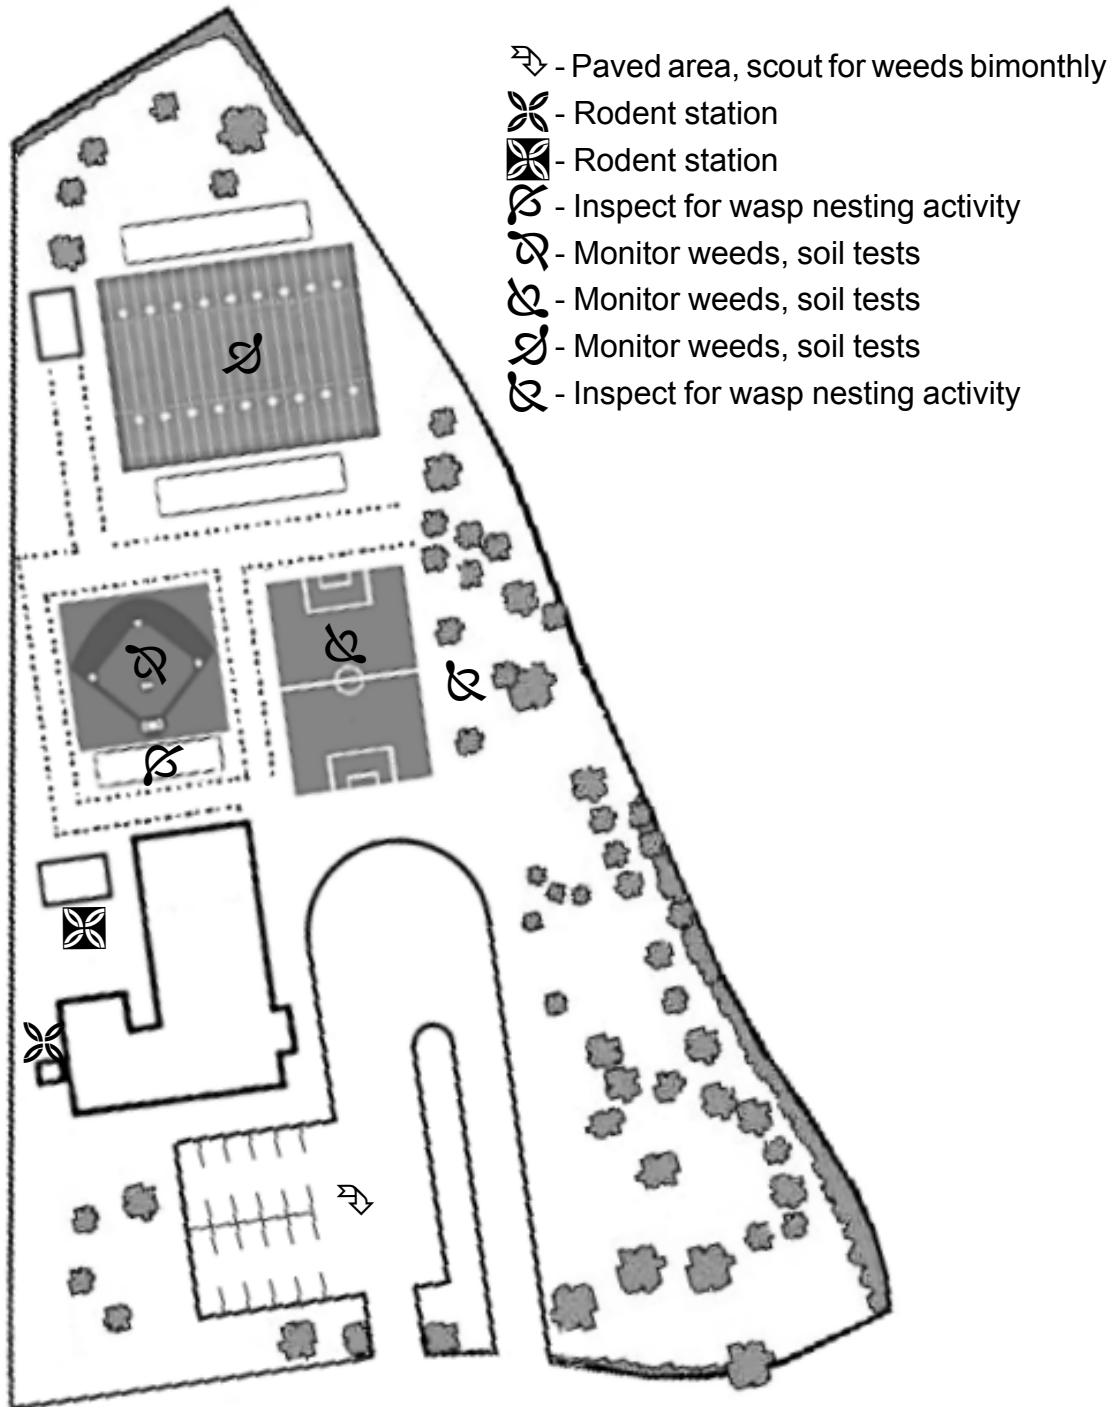 - Paved area, scout for weeds bimonthly
- Rodent station
- Rodent station
- Inspect for wasp nesting activity
- Monitor weeds, soil tests
- Monitor weeds, soil tests
- Monitor weeds, soil tests
- Inspect for wasp nesting activity